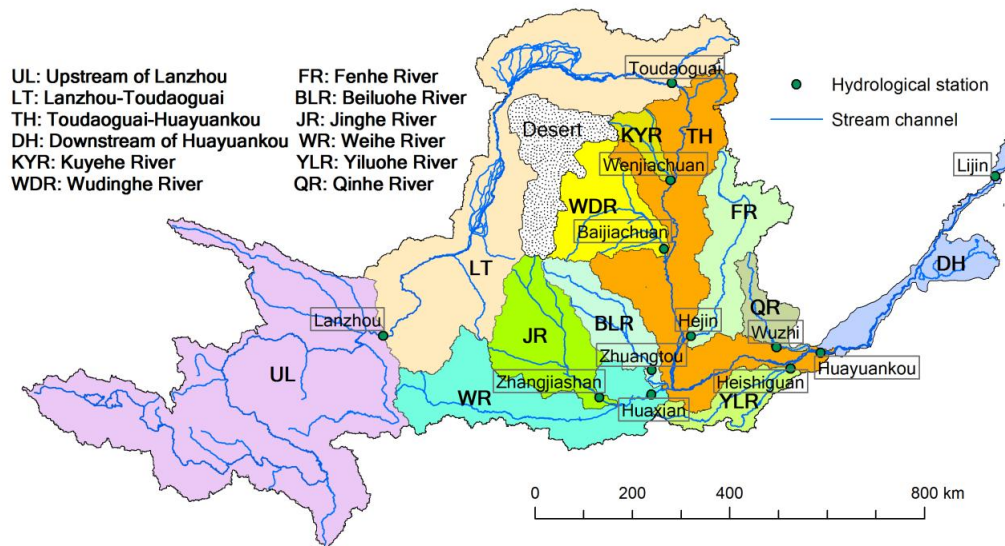 UL: Upstream of Lanzhou
LT: Lanzhou-Toudaoguai
TH: Toudaoguai-Huayuankou
DH: Downstream of Huayuankou
KYR: Kuyehe River
WDR: Wudinghe River
FR: Fenhe River
BLR: Beiluohe River
JR: Jinghe River
WR: Weihe River
YLR: Yiluohe River
QR: Qinhe River
Hydrological station
Stream channel
Toudaoguai
Desert
KYR
TH
Wenjiachuan
Lijin
WDR
FR
Baijiachuan
DH
LT
QR
Lanzhou
BLR
Hejin
Wuzhi
JR
Zhuangtou
Huayuankou
UL
Zhangjiashan
Heishiguan
WR
YLR
Huaxian
0 200 400 800 km